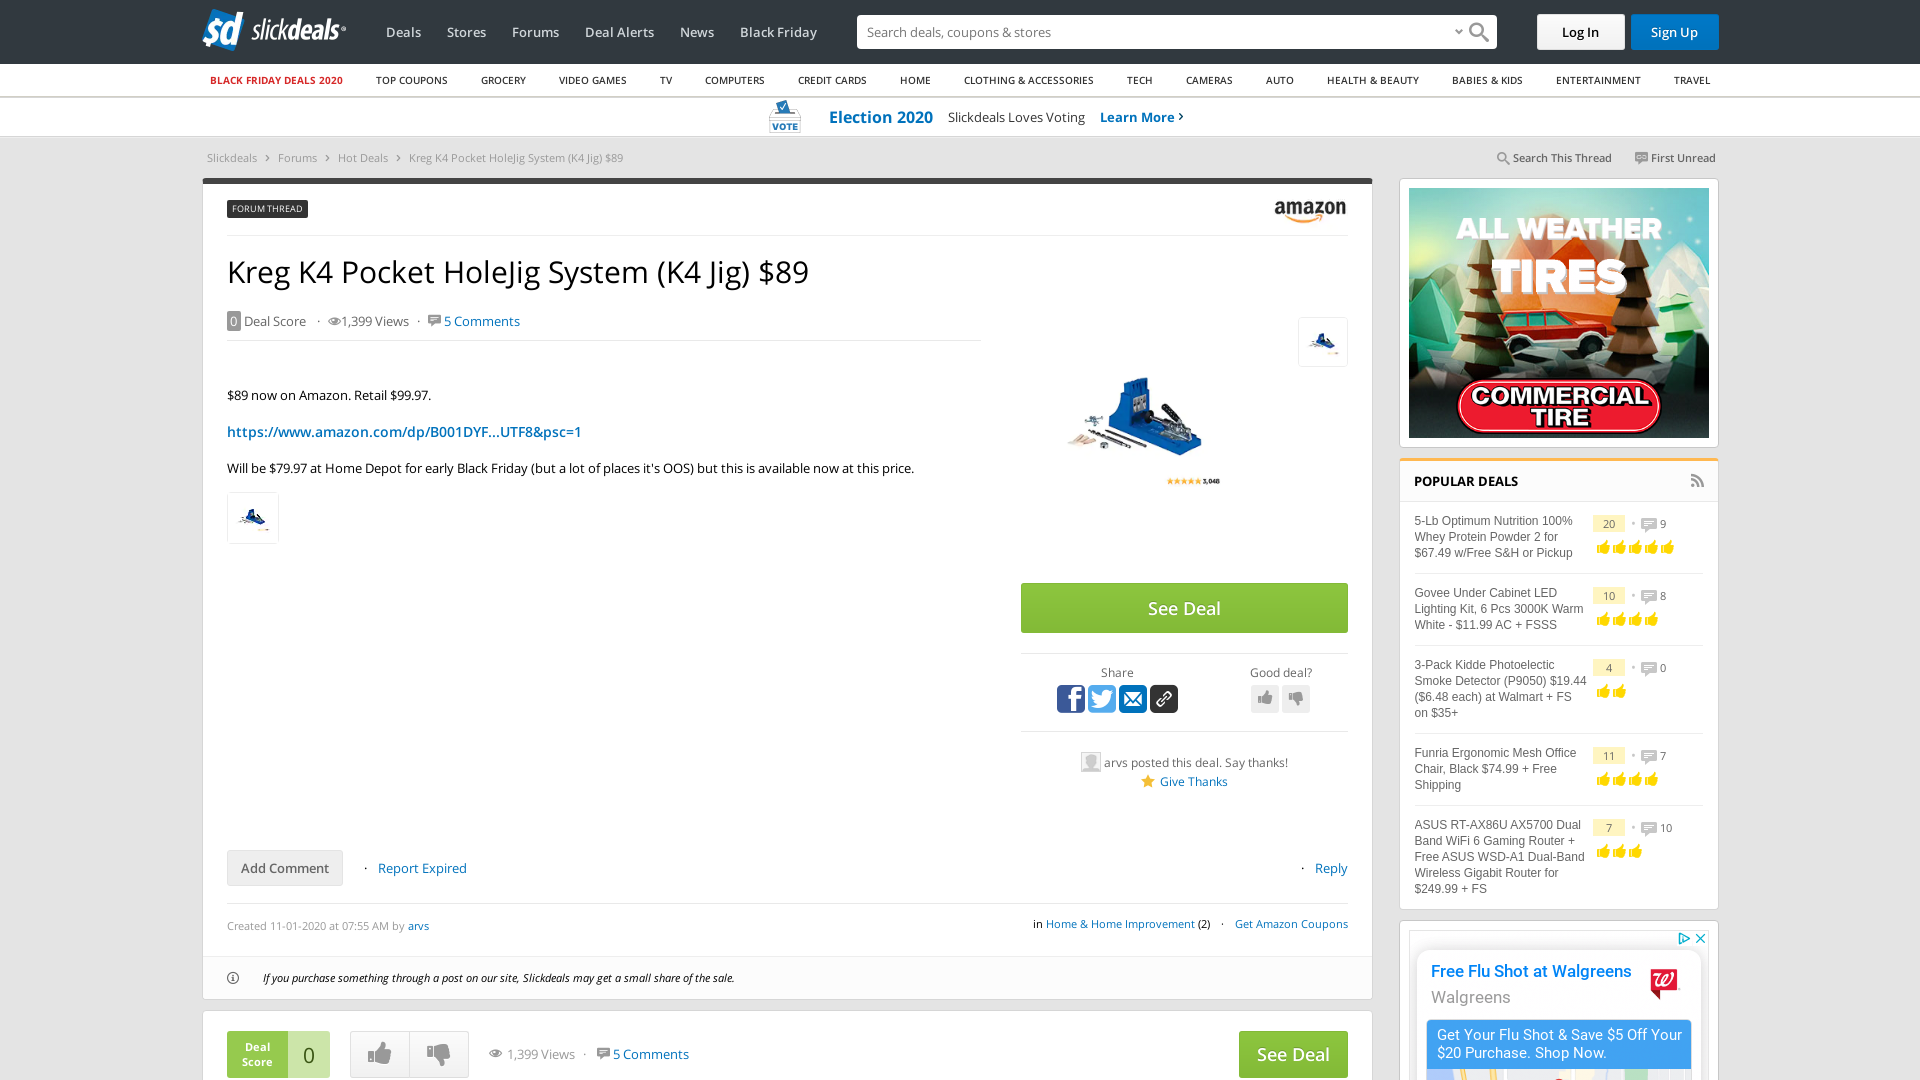 slickdeals
Deals
Stores
Forums
Deal Alerts
News
Black Friday
Search deals, coupons & stores
Log In
Sign Up
BLACK FRIDAY DEALS 2020
TOP COUPONS
GROCERY
VIDEO GAMES
TV
COMPUTERS
CREDIT CARDS
HOME
CLOTHING & ACCESSORIES
TECH
CAMERAS
AUTO
HEALTH & BEAUTY
BABIES & KIDS
ENTERTAINMENT
TRAVEL
VOTE
Election 2020 Slickdeals Loves Voting Learn More
Slickdeals › Forums › Hot Deals › Kreg K4 Pocket HoleJig System (K4 Jig) $89
Search This Thread
First Unread
FORUM THREAD
amazon
Kreg K4 Pocket HoleJig System (K4 Jig) $89
0 Deal Score · 1,399 Views · 5 Comments
$89 now on Amazon. Retail $99.97.
https://www.amazon.com/dp/B001DYF...UTF8&psc=1
Will be $79.97 at Home Depot for early Black Friday (but a lot of places it's OOS) but this is available now at this price.
3,048
See Deal
Share
Good deal?
arvs posted this deal. Say thanks!
Give Thanks
Add Comment · Report Expired
· Reply
Created 11-01-2020 at 07:55 AM by arvs
in Home & Home Improvement (2) · Get Amazon Coupons
If you purchase something through a post on our site, Slickdeals may get a small share of the sale.
Deal
Score
0
1,399 Views · 5 Comments
See Deal
ALL WEATHER
TIRES
COMMERCIAL
TIRE
POPULAR DEALS
5-Lb Optimum Nutrition 100%
Whey Protein Powder 2 for
$67.49 w/Free S&H or Pickup
20 • 9
Govee Under Cabinet LED
Lighting Kit, 6 Pcs 3000K Warm
White - $11.99 AC + FSSS
10 • 8
3-Pack Kidde Photoelectic
Smoke Detector (P9050) $19.44
($6.48 each) at Walmart + FS
on $35+
4 • 0
Funria Ergonomic Mesh Office
Chair, Black $74.99 + Free
Shipping
11 • 7
ASUS RT-AX86U AX5700 Dual
Band WiFi 6 Gaming Router +
Free ASUS WSD-A1 Dual-Band
Wireless Gigabit Router for
$249.99 + FS
7 • 10
Free Flu Shot at Walgreens
Walgreens
Get Your Flu Shot & Save $5 Off Your
$20 Purchase. Shop Now.